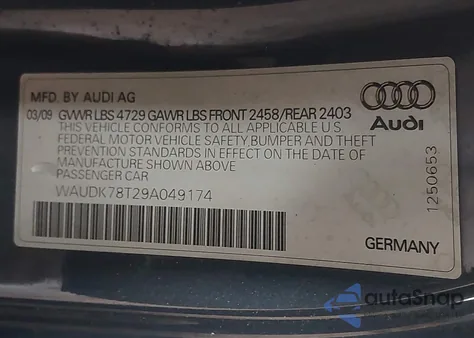 MFD. BY AUDI AG
03/09 GVWR LBS 4729 GAWR LBS FRONT 2458/REAR 2403
THIS VEHICLE CONFORMS TO ALL APPLICABLE U S
FEDERAL MOTOR VEHICLE SAFETY,BUMPER AND THEFT
PREVENTION STANDARDS IN EFFECT ON THE DATE OF
MANUFACTURE SHOWN ABOVE
PASSENGER CAR
WAUDK78T29A049174
Audi
1250653
GERMANY
autoSnap